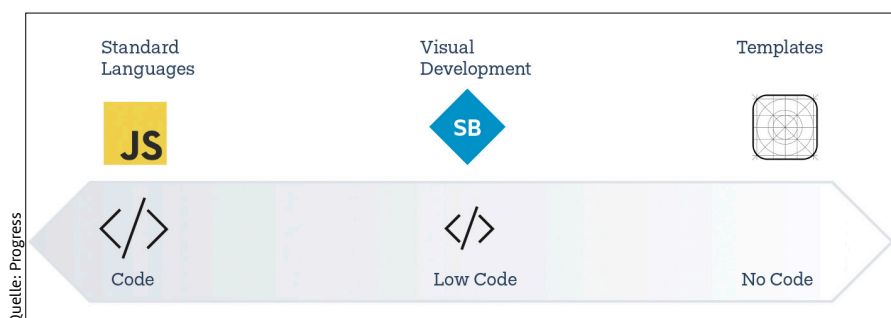 Standard
Languages
Visual
Development
Templates
JS
SB
</>
</>
Code
Low Code
No Code
Quelle: Progress